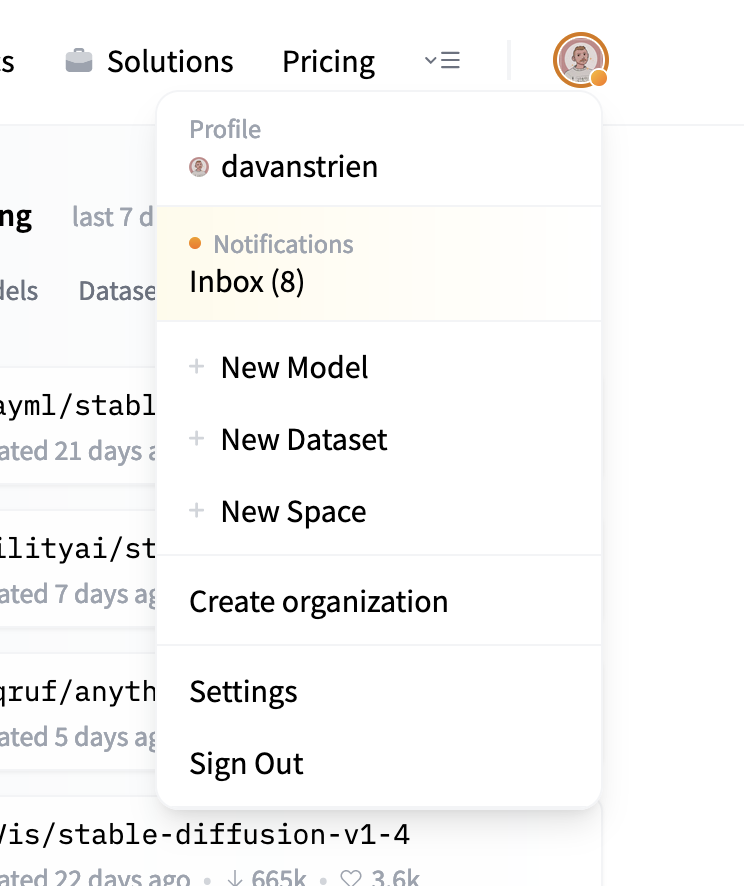 Solutions Pricing
Profile
davanstrien
Notifications
Inbox (8)
New Model
New Dataset
New Space
Create organization
Settings
Sign Out
ng last 7 d
dels Datase
ayml/stabl
ated 21 days a
ilityai/st
ated 7 days ag
qruf/anyth
ated 5 days ag
Vis/stable-diffusion-v1-4
ated 22 days ago • 665k • 3.6k